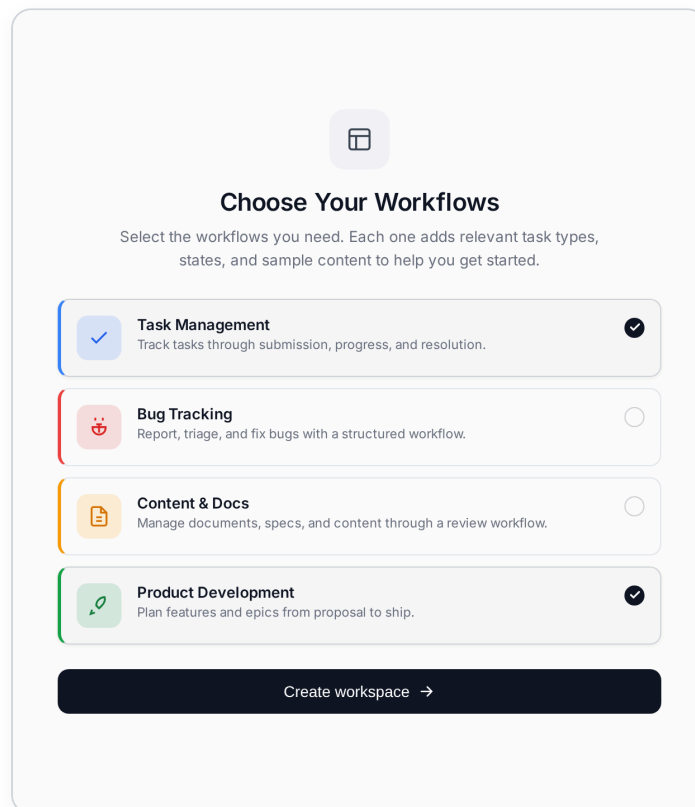 Choose Your Workflows
Select the workflows you need. Each one adds relevant task types,
states, and sample content to help you get started.
Task Management
Track tasks through submission, progress, and resolution.
Bug Tracking
Report, triage, and fix bugs with a structured workflow.
Content & Docs
Manage documents, specs, and content through a review workflow.
Product Development
Plan features and epics from proposal to ship.
Create workspace →